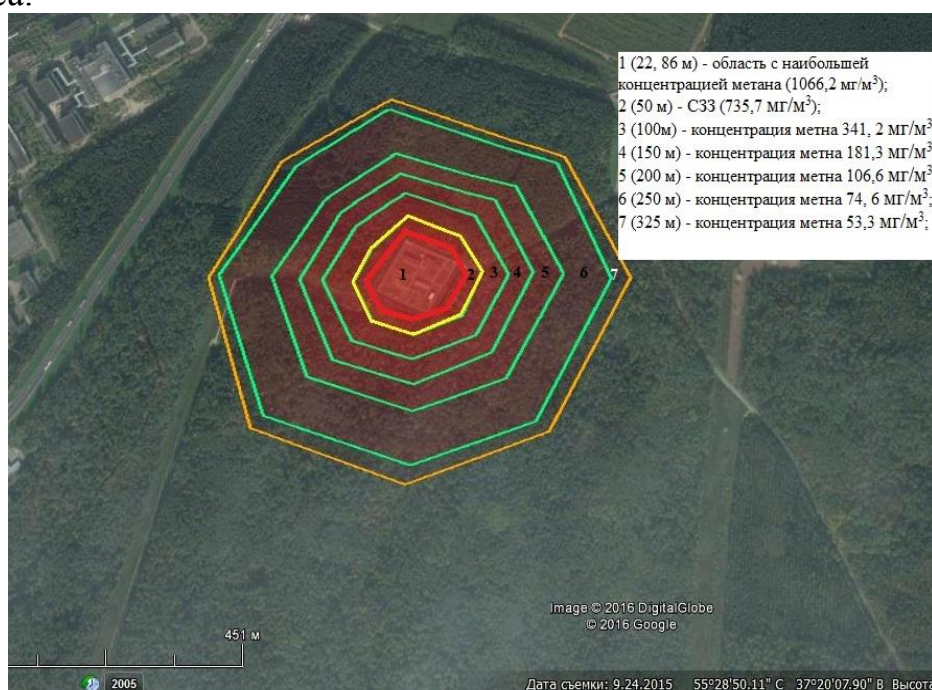 1 (22, 86 м) - область с наибольшей
концентрацией метана (1066,2 мг/м³);
2 (50 м) - СЗЗ (735,7 МГ/М³);
3 (100м) - концентрация метна 341, 2 МГ/М³
4 (150 м) - концентрация метна 181,3 МГ/М³
5 (200 м) - концентрация метна 106,6 МГ/М³
6 (250 м) - концентрация метна 74, 6 МГ/М³;
7 (325 м) - концентрация метна 53,3 МГ/М³;
1 2 3 4 5 6 7
Image © 2016 DigitalGlobe
© 2016 Google
451 м
2005
Дата съемки: 9.24.2015 55°28'50.11" С 37°20'07.90" В Высота